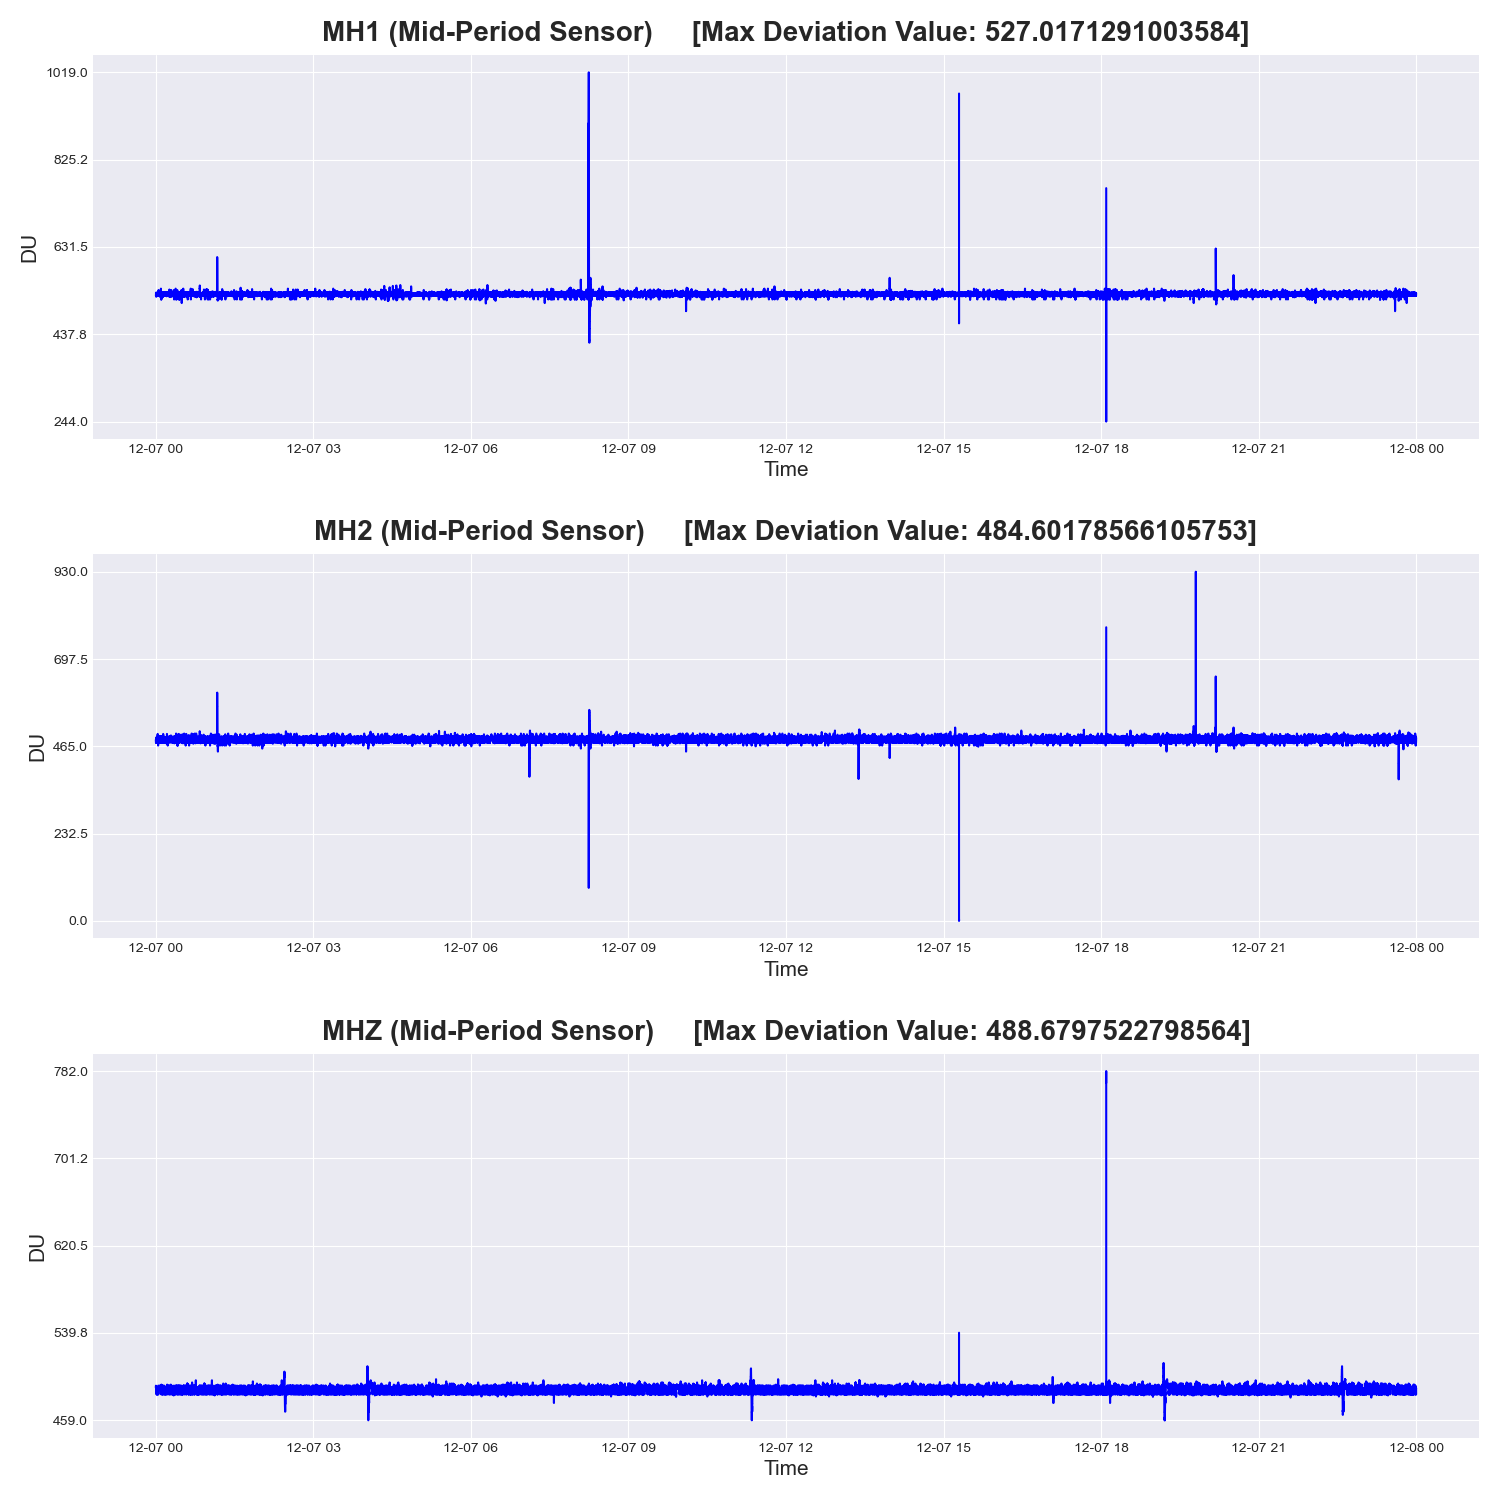 MH1 (Mid-Period Sensor) [Max Deviation Value: 527.0171291003584]
1019.0
825.2
631.5
437.8
244.0
DU
12-07 00 12-07 03 12-07 06 12-07 09 12-07 12 12-07 15 12-07 18 12-07 21 12-08 00
Time
MH2 (Mid-Period Sensor) [Max Deviation Value: 484.60178566105753]
930.0
697.5
465.0
232.5
0.0
DU
12-07 00 12-07 03 12-07 06 12-07 09 12-07 12 12-07 15 12-07 18 12-07 21 12-08 00
Time
MHZ (Mid-Period Sensor) [Max Deviation Value: 488.6797522798564]
782.0
701.2
620.5
539.8
459.0
DU
12-07 00 12-07 03 12-07 06 12-07 09 12-07 12 12-07 15 12-07 18 12-07 21 12-08 00
Time